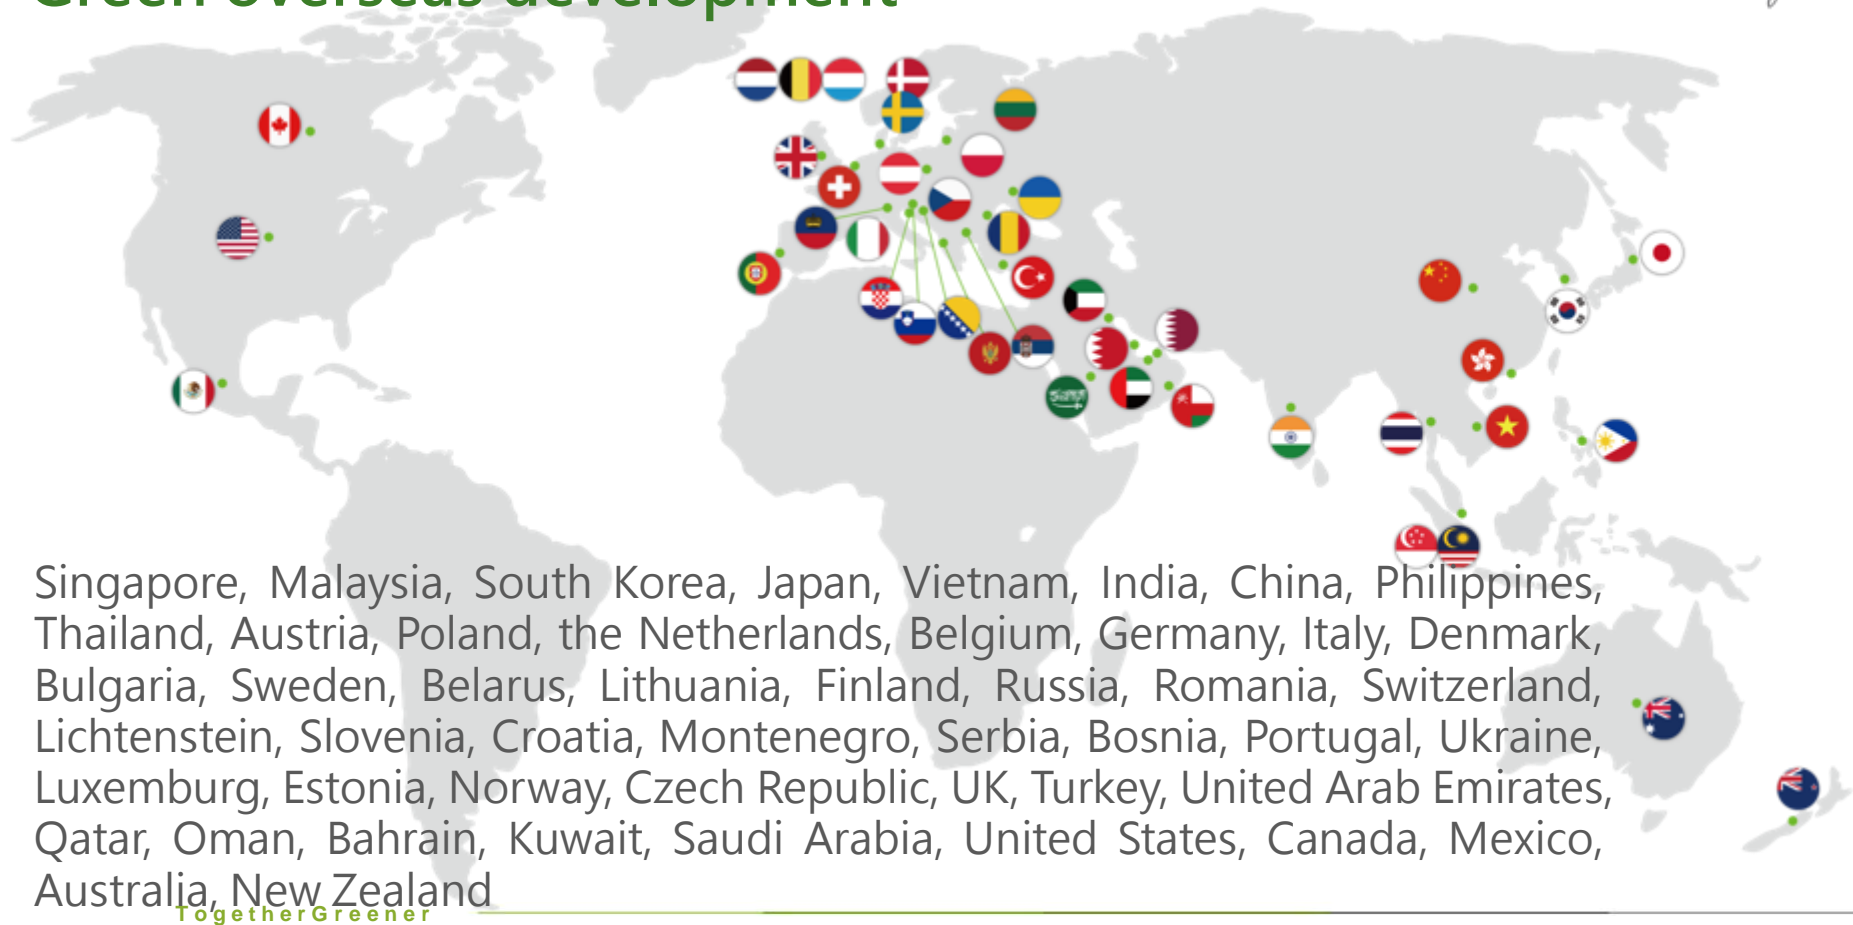 Green overseas development
Singapore, Malaysia, South Korea, Japan, Vietnam, India, China, Philippines,
Thailand, Austria, Poland, the Netherlands, Belgium, Germany, Italy, Denmark,
Bulgaria, Sweden, Belarus, Lithuania, Finland, Russia, Romania, Switzerland,
Lichtenstein, Slovenia, Croatia, Montenegro, Serbia, Bosnia, Portugal, Ukraine,
Luxemburg, Estonia, Norway, Czech Republic, UK, Turkey, United Arab Emirates,
Qatar, Oman, Bahrain, Kuwait, Saudi Arabia, United States, Canada, Mexico,
Australia, New Zealand
TogetherGreener